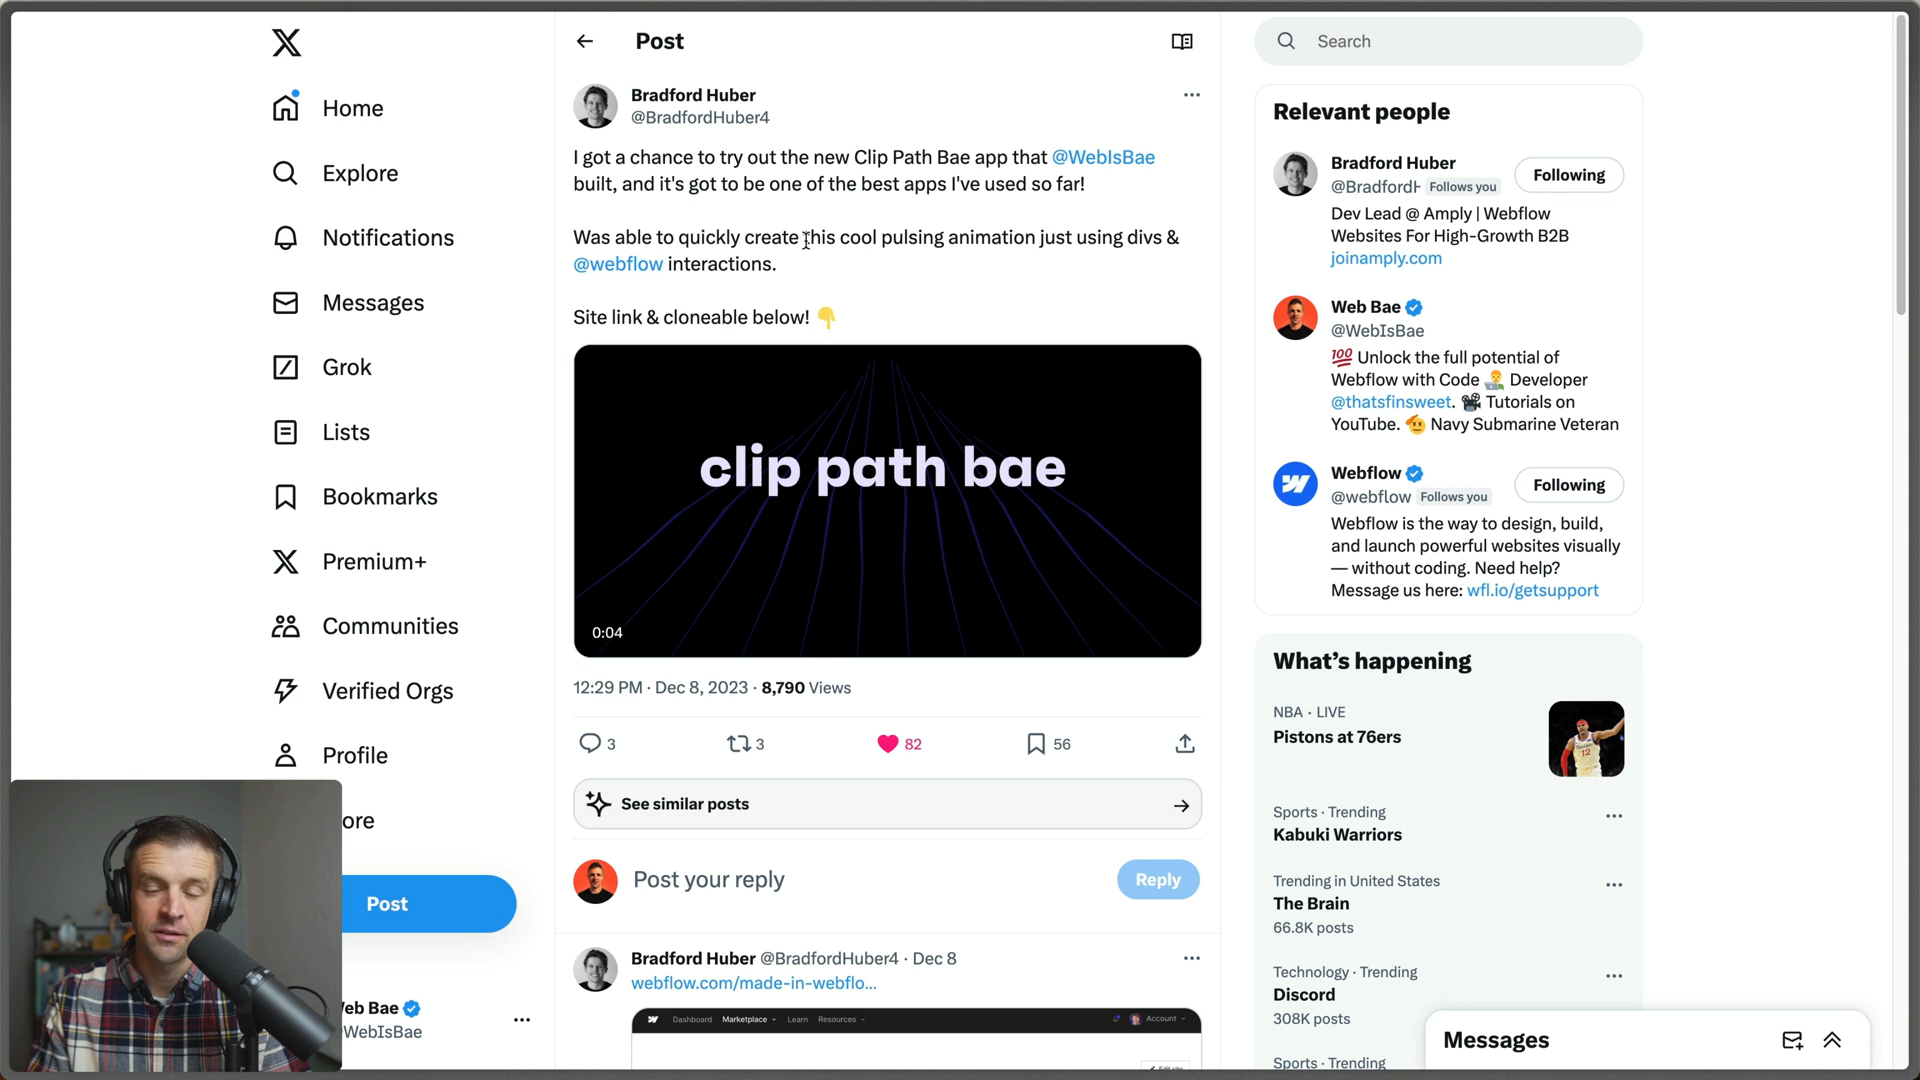 Home
Explore
Notifications
Messages
Grok
Lists
Bookmarks
Premium+
Communities
Verified Orgs
Profile
ore
Post
eb Bae
WebIsBae
Post
Bradford Huber
@BradfordHuber4
I got a chance to try out the new Clip Path Bae app that @WebIsBae
built, and it's got to be one of the best apps I've used so far!
Was able to quickly create this cool pulsing animation just using divs &
@webflow interactions.
Site link & cloneable below! 👇
clip path bae
0:04
12:29 PM · Dec 8, 2023 · 8,790 Views
3
3
82
56
See similar posts
Post your reply
Reply
Bradford Huber @BradfordHuber4 · Dec 8
webflow.com/made-in-webflo...
Dashboard Marketplace Learn Resources Account
Edit site
Search
Relevant people
Bradford Huber
@BradfordH Follows you
Following
Dev Lead @ Amply | Webflow
Websites For High-Growth B2B
joinamply.com
Web Bae
@WebIsBae
💯 Unlock the full potential of
Webflow with Code 👨‍💻 Developer
@thatsfinsweet. 🎥 Tutorials on
YouTube. 🫡 Navy Submarine Veteran
Webflow
@webflow Follows you
Following
Webflow is the way to design, build,
and launch powerful websites visually
— without coding. Need help?
Message us here: wfl.io/getsupport
What's happening
NBA · LIVE
Pistons at 76ers
Sports · Trending
Kabuki Warriors
Trending in United States
The Brain
66.8K posts
Technology · Trending
Discord
308K posts
Sports · Trending
Messages